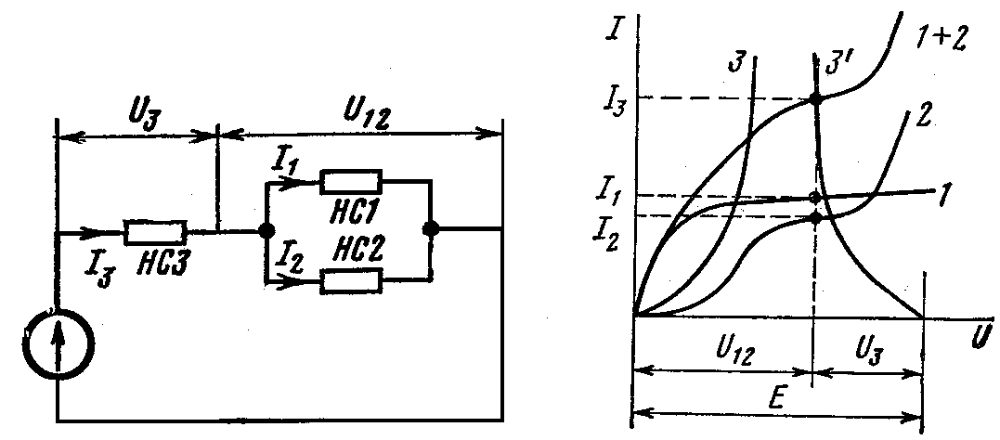 U₃ U₁₂
I₁
НС1
I₃ НС3
I₂ НС2
I 3 3' 1+2
I₃
2
I₁ 1
I₂
U₁₂ U₃ U
E